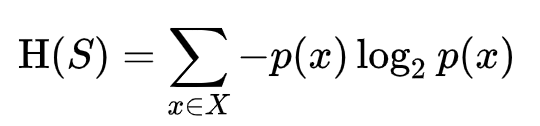 H(S) = ∑_{x∈X} −p(x) log₂ p(x)